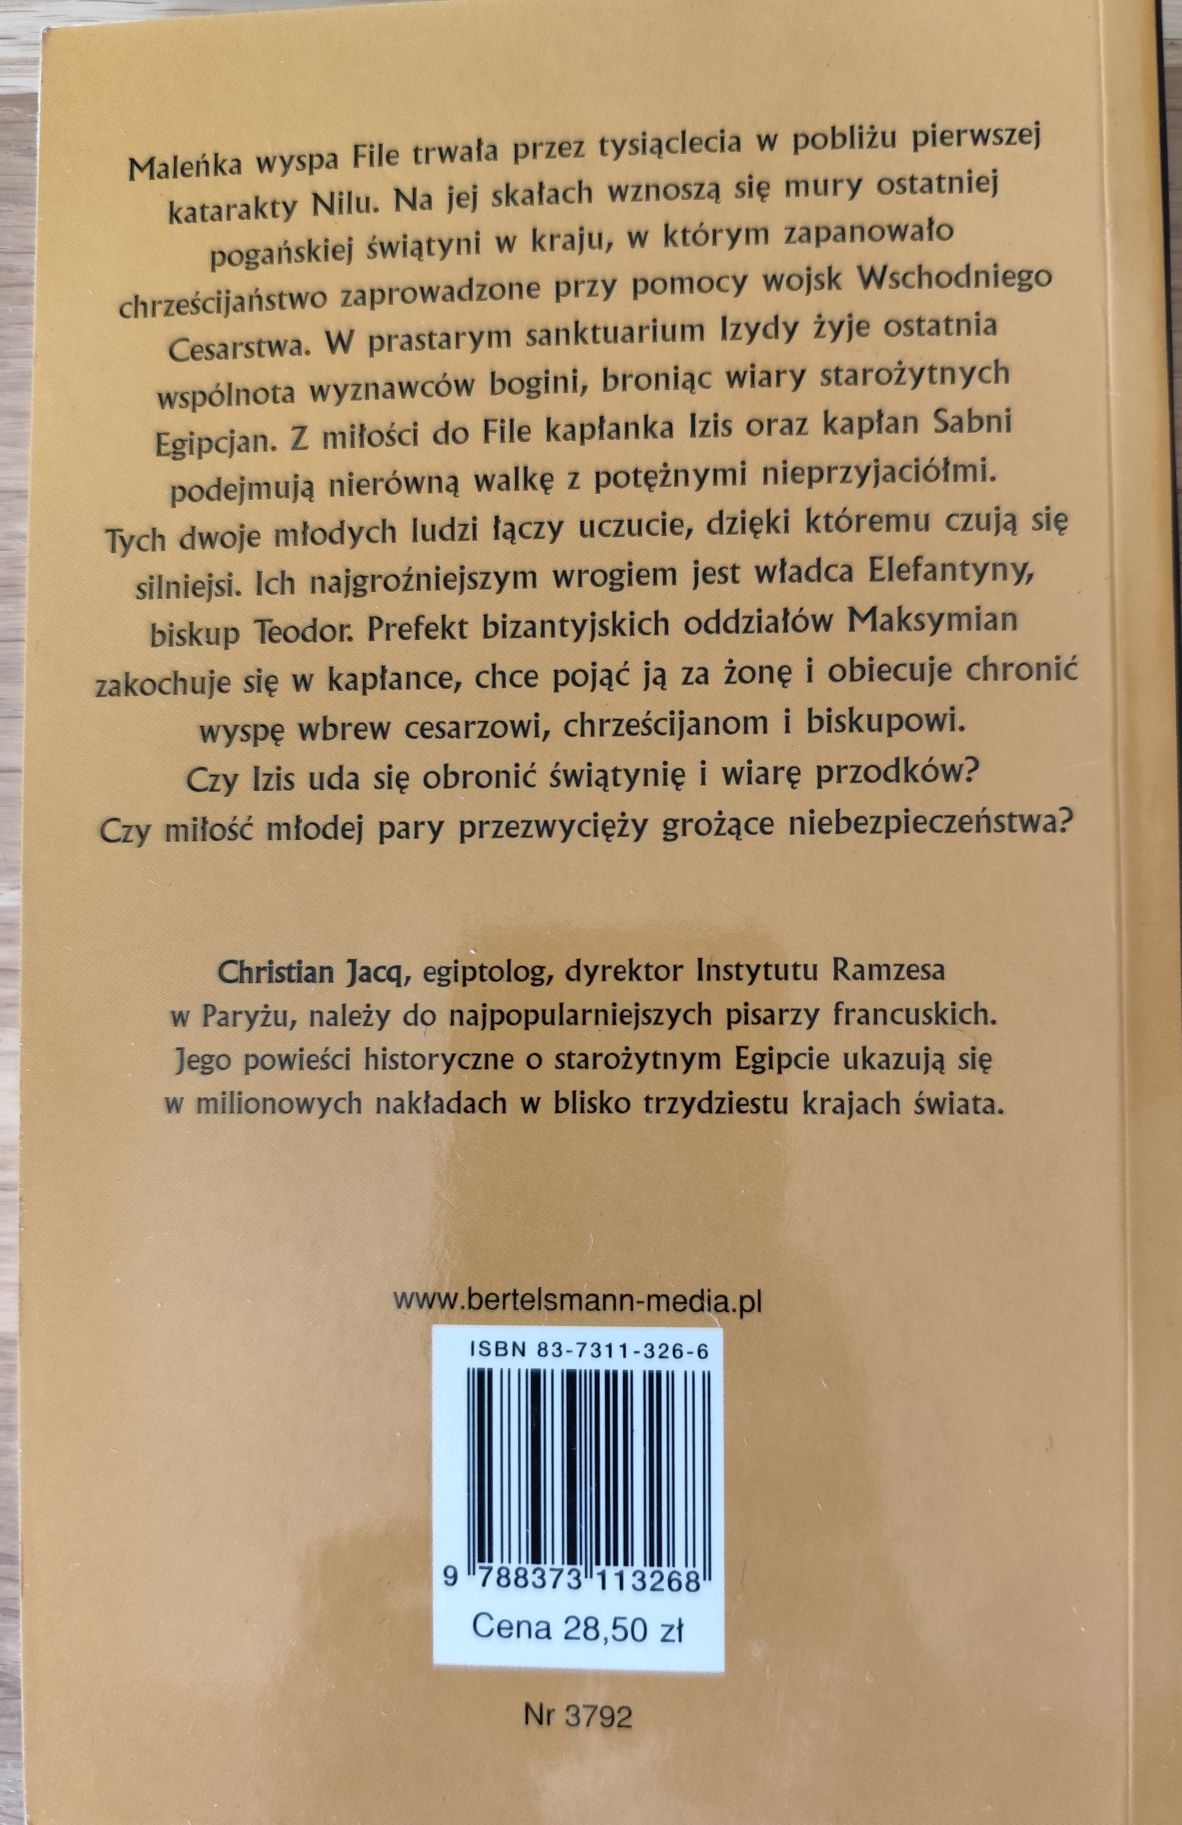 Maleńka wyspa File trwała przez tysiąclecia w pobliżu pierwszej
katarakty Nilu. Na jej skałach wznoszą się mury ostatniej
pogańskiej świątyni w kraju, w którym zapanowało
chrześcijaństwo zaprowadzone przy pomocy wojsk Wschodniego
Cesarstwa. W prastarym sanktuarium Izydy żyje ostatnia
wspólnota wyznawców bogini, broniąc wiary starożytnych
Egipcjan. Z miłości do File kapłanka Izis oraz kapłan Sabni
podejmują nierówną walkę z potężnymi nieprzyjaciółmi.
Tych dwoje młodych ludzi łączy uczucie, dzięki któremu czują się
silniejsi. Ich najgroźniejszym wrogiem jest władca Elefantyny,
biskup Teodor. Prefekt bizantyjskich oddziałów Maksymian
zakochuje się w kapłance, chce pojąć ją za żonę i obiecuje chronić
wyspę wbrew cesarzowi, chrześcijanom i biskupowi.
Czy Izis uda się obronić świątynię i wiarę przodków?
Czy miłość młodej pary przezwycięży grożące niebezpieczeństwa?
Christian Jacq, egiptolog, dyrektor Instytutu Ramzesa
w Paryżu, należy do najpopularniejszych pisarzy francuskich.
Jego powieści historyczne o starożytnym Egipcie ukazują się
w milionowych nakładach w blisko trzydziestu krajach świata.
www.bertelsmann-media.pl
ISBN 83-7311-326-6
9 788373 113268
Cena 28,50 zł
Nr 3792